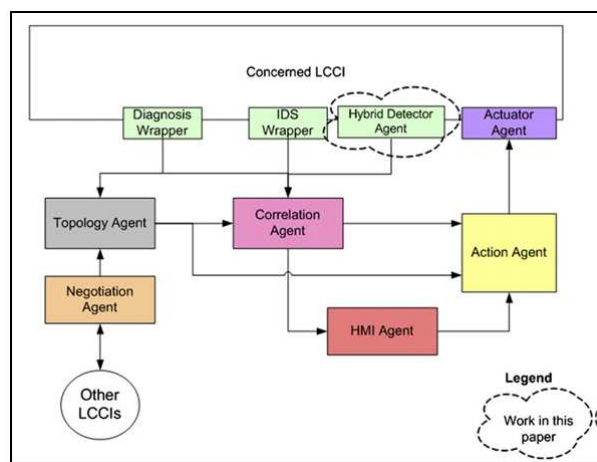 Concerned LCCI
Diagnosis
Wrapper
IDS
Wrapper
Hybrid Detector
Agent
Actuator
Agent
Topology Agent
Correlation
Agent
Action Agent
Negotiation
Agent
HMI Agent
Other
LCCIs
Legend
Work in this
paper